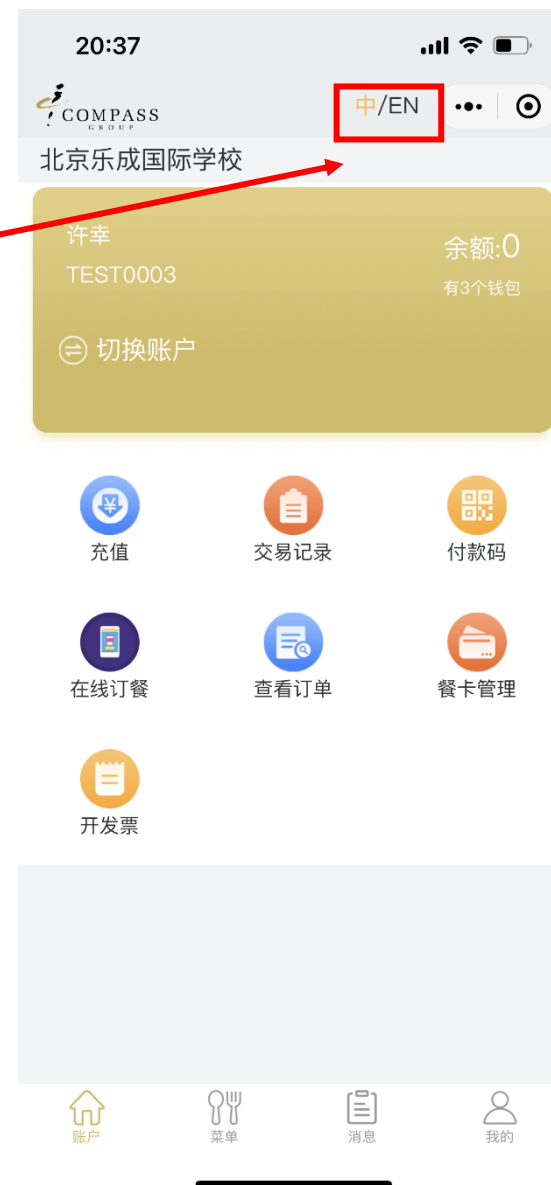 20:37
COMPASS
GROUP
中/EN
北京乐成国际学校
许幸
TEST0003
余额:0
有3个钱包
切换账户
充值
交易记录
付款码
在线订餐
查看订单
餐卡管理
开发票
账户
菜单
消息
我的